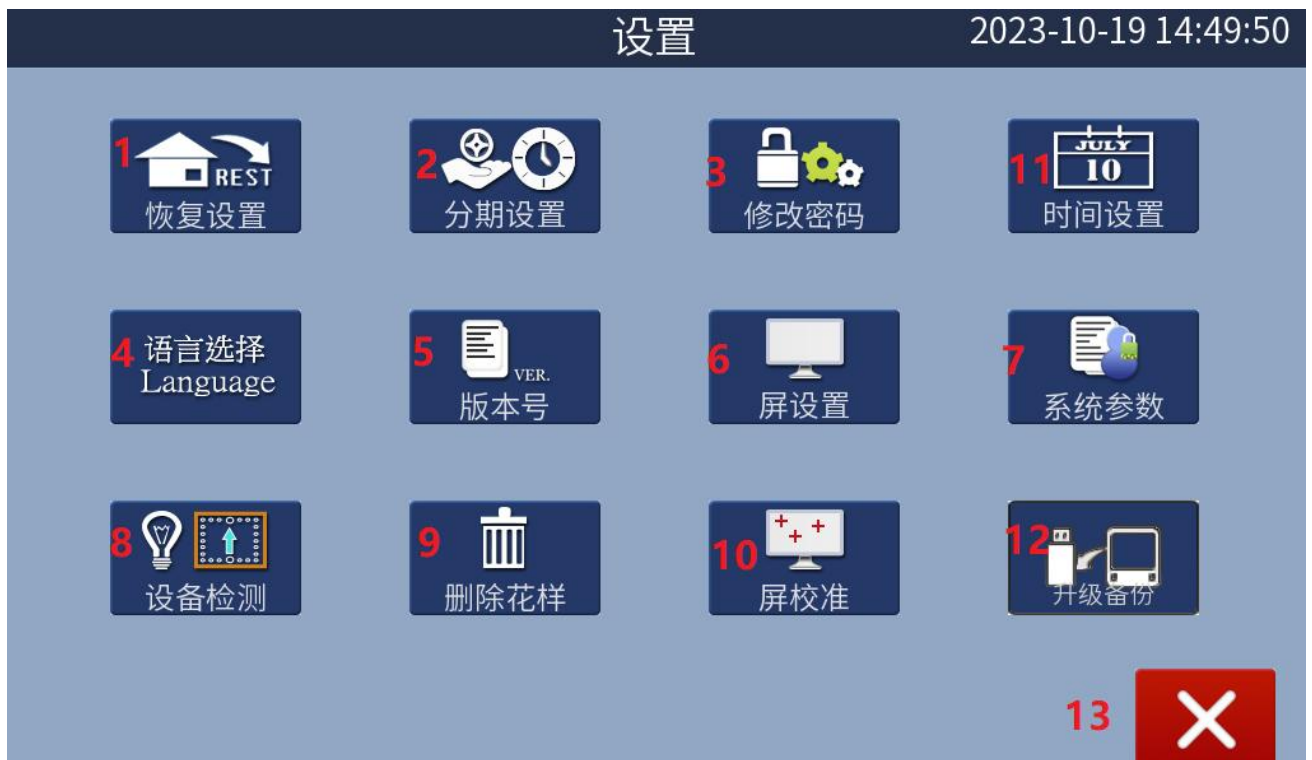 设置
2023-10-19 14:49:50
1
REST
恢复设置
2
分期设置
3
修改密码
11
JULY
10
时间设置
4
语言选择
Language
5
VER.
版本号
6
屏设置
7
系统参数
8
设备检测
9
删除花样
10
屏校准
12
升级备份
13